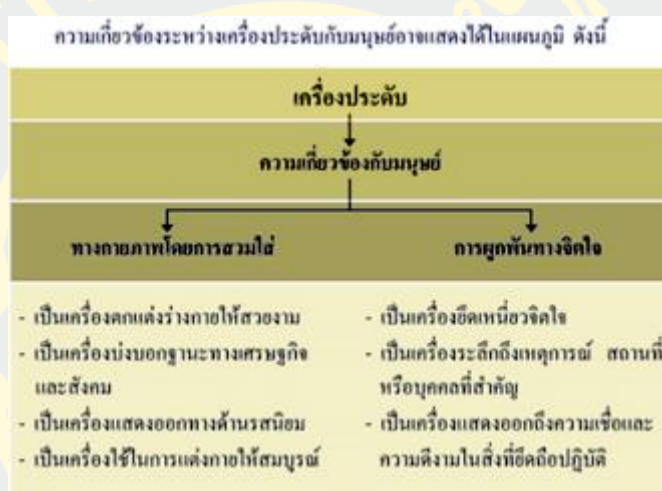 ความเกี่ยวข้องระหว่างเครื่องประดับกับมนุษย์อาจแสดงได้ในแผนภูมิ ดังนี้
เครื่องประดับ
ความเกี่ยวข้องกับมนุษย์
ทางกายภาพโดยการสวมใส่
- เป็นเครื่องตกแต่งร่างกายให้สวยงาม
- เป็นเครื่องบ่งบอกฐานะทางเศรษฐกิจ
และสังคม
- เป็นเครื่องแสดงออกทางด้านรสนิยม
- เป็นเครื่องใช้ในการแต่งกายให้สมบูรณ์
การผูกพันทางจิตใจ
- เป็นเครื่องยึดเหนี่ยวจิตใจ
- เป็นเครื่องระลึกถึงเหตุการณ์ สถานที่
หรือบุคคลที่สำคัญ
- เป็นเครื่องแสดงออกถึงความเชื่อและ
ความดีงามในสิ่งที่ยึดถือปฏิบัติ